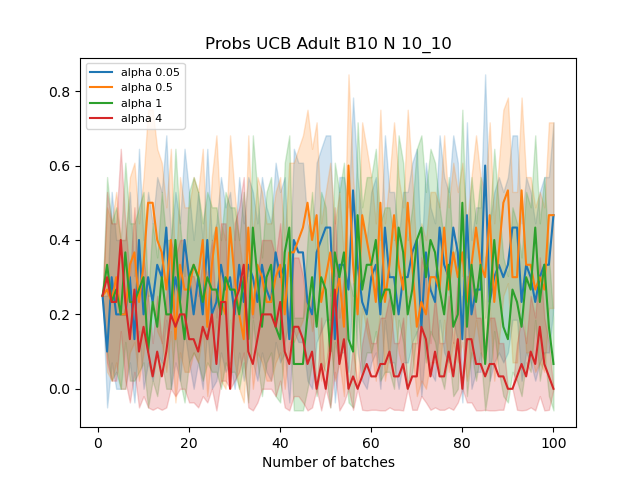 Probs UCB Adult B10 N 10_10
alpha 0.05
alpha 0.5
alpha 1
alpha 4
0.8
0.6
0.4
0.2
0.0
0 20 40 60 80 100
Number of batches